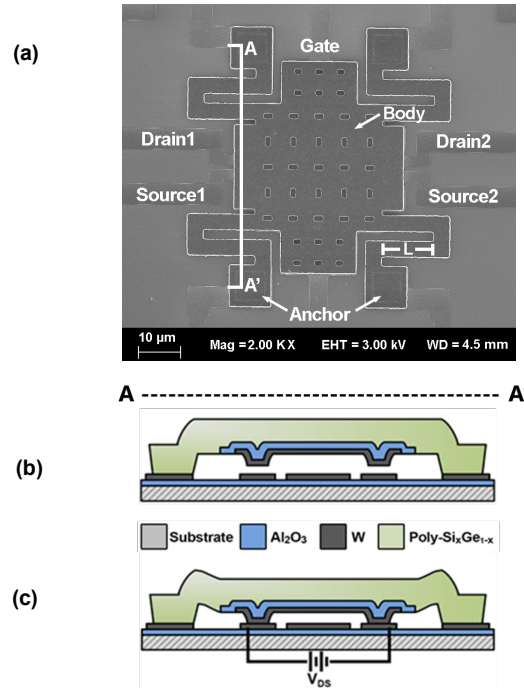 (a)
A
Gate
Body
Drain1
Drain2
Source1
Source2
L
A'
Anchor
10 µm
Mag = 2.00 K X EHT = 3.00 kV WD = 4.5 mm
A A
(b)
Substrate Al₂O₃ W Poly-SiₓGe₁₋ₓ
(c)
V_DS